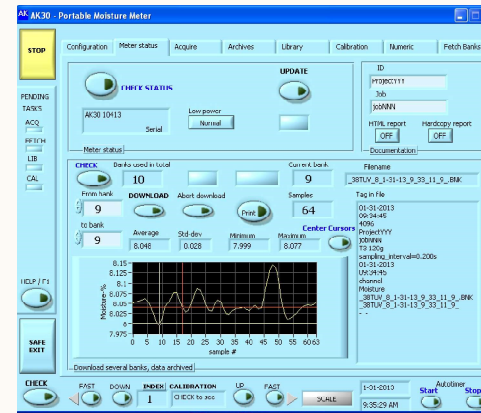 AK30 - Portable Moisture Meter
STOP
Configuration Meter status Acquire Archives Library Calibration Numeric Fetch Banks
CHECK STATUS
UPDATE
AK30 10413
Serial
Low power
Normal
Meter status
ID
ProjectYYY
Job
jobNNN
HTML report Hardcopy report
OFF OFF
Documentation
PENDING
TASKS
ACQ
FETCH
LIB
CAL
CHECK Banks used in total Current bank
10 9
From bank DOWNLOAD Abort download Samples
9 Print 64
to bank
9
Average Std-dev Minimum Maximum Center Cursors
8.048 0.028 7.999 8.077
Filename
_38TUV_8_1-31-13_9_33_11_9_.BNK
Tag in file
01-31-2013
09:34:45
4096
ProjectYYY
jobNNN
T3 120g
sampling_interval=0.200s
01-31-2013
09:34:45
channel
Moisture
_38TUV_8_1-31-13_9_33_11_9_.BNK
_38TUV_8_1-31-13_9_33_11_9_
- -
Moisture-%
8.15
8.125
8.1
8.075
8.05
8.025
8
7.975
0 5 10 15 20 25 30 35 40 45 50 55 6063
sample #
Download several banks, data archived
HELP / F1
SAFE
EXIT
CHECK FAST DOWN INDEX CALIBRATION UP FAST
1 CHECK to see SCALE
1-31-2013
9:35:29 AM
Autotimer
Start Stop